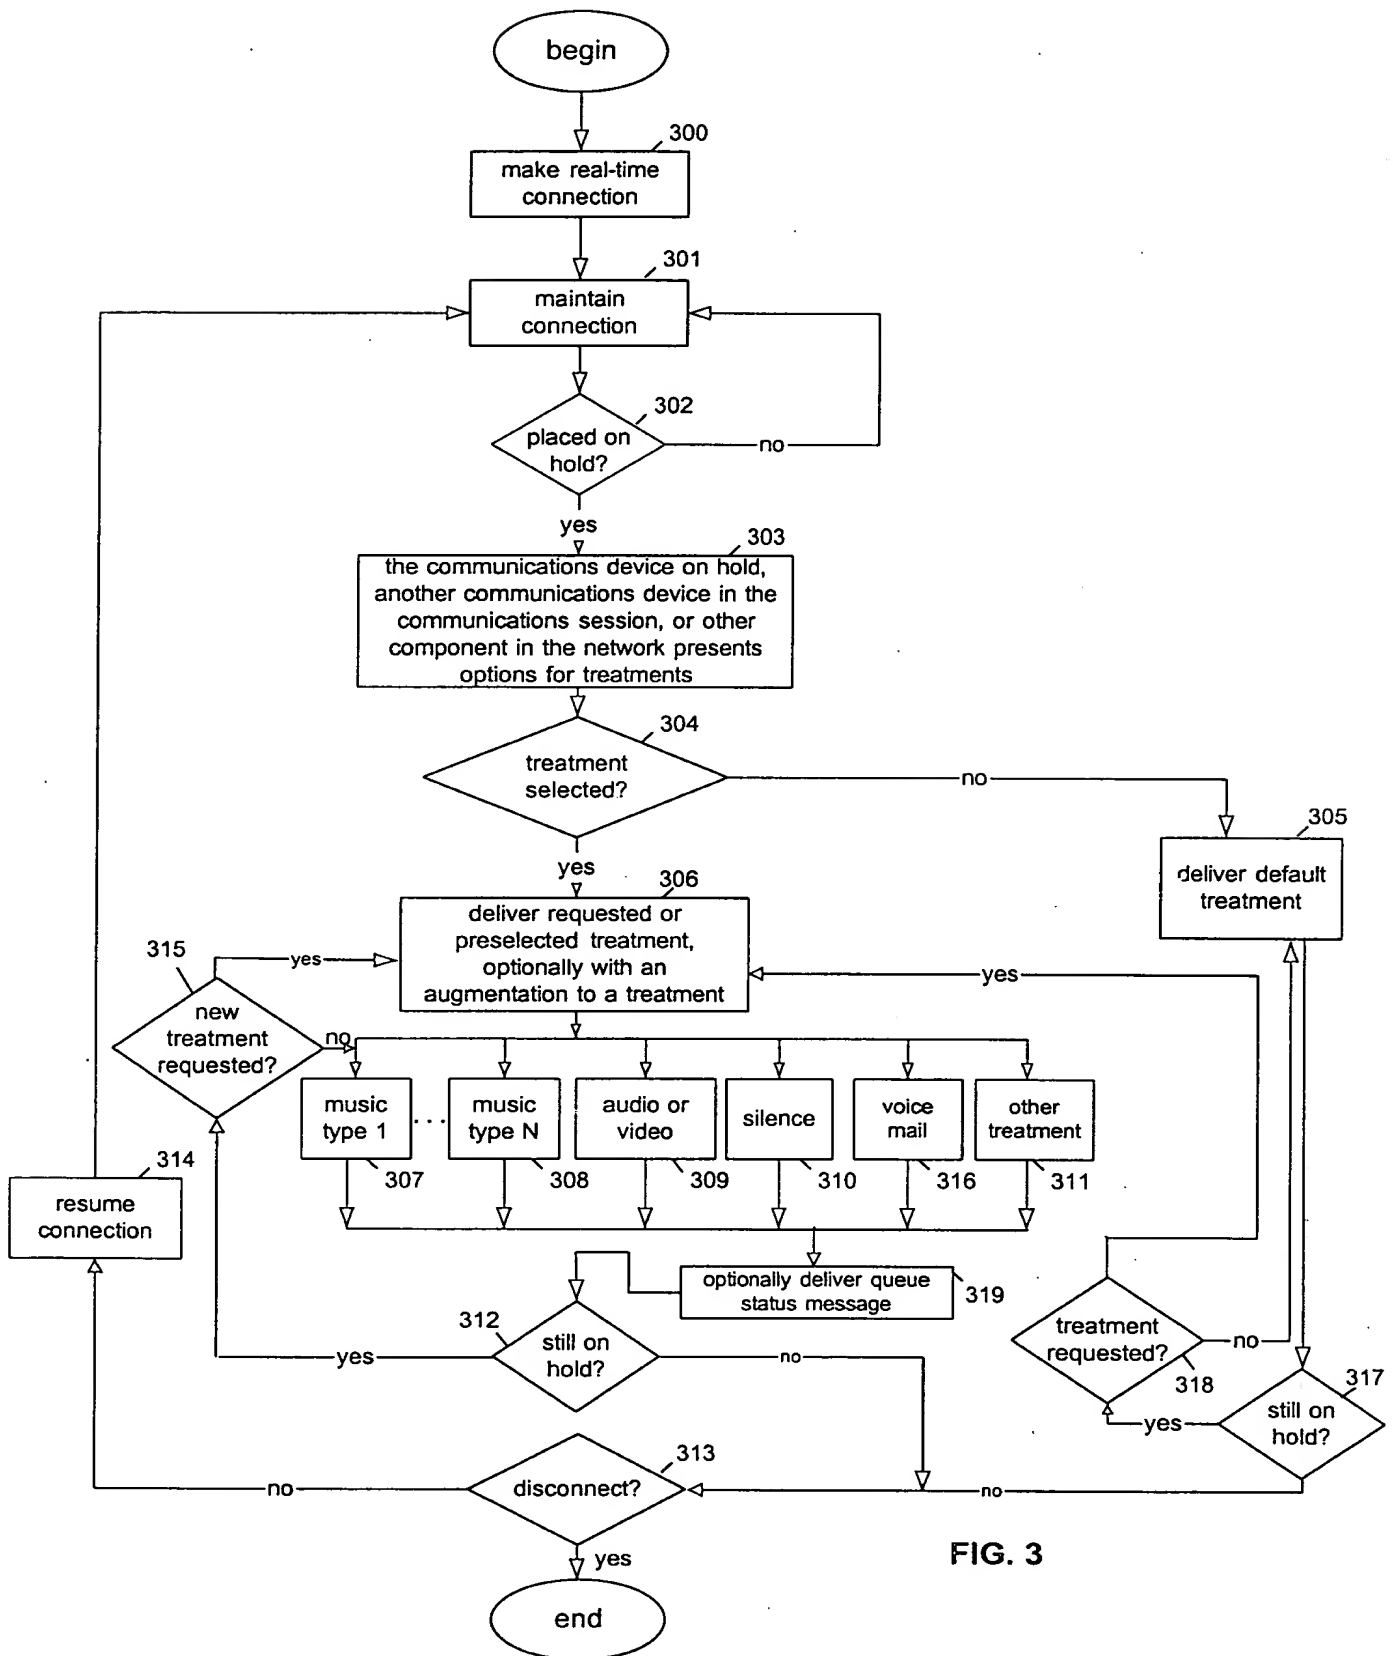 begin
300
make real-time
connection
301
maintain
connection
302
placed on
hold?
no
yes
303
the communications device on hold,
another communications device in the
communications session, or other
component in the network presents
options for treatments
304
treatment
selected?
no
yes
305
deliver default
treatment
306
deliver requested or
preselected treatment,
optionally with an
augmentation to a treatment
315
yes
yes
new
treatment
requested?
no
music
type 1
...
music
type N
audio or
video
silence
voice
mail
other
treatment
307
308
309
310
316
311
314
resume
connection
optionally deliver queue
status message
319
312
still on
hold?
yes
no
treatment
requested?
no
318
317
still on
hold?
yes
313
disconnect?
no
no
yes
FIG. 3
end